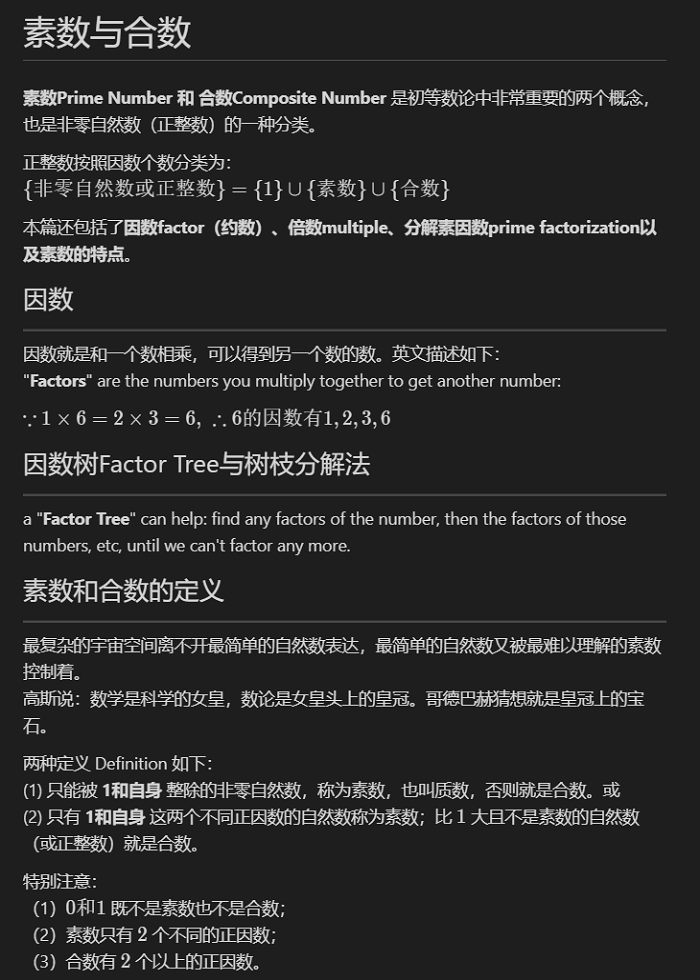 素数与合数
素数Prime Number 和 合数Composite Number 是初等数论中非常重要的两个概念，
也是非零自然数（正整数）的一种分类。
正整数按照因数个数分类为：
{非零自然数或正整数} = {1} ∪ {素数} ∪ {合数}
本篇还包括了因数factor（约数）、倍数multiple、分解素因数prime factorization以
及素数的特点。
因数
因数就是和一个数相乘，可以得到另一个数的数。英文描述如下：
"Factors" are the numbers you multiply together to get another number:
∵ 1 × 6 = 2 × 3 = 6, ∴ 6的因数有1, 2, 3, 6
因数树Factor Tree与树枝分解法
a "Factor Tree" can help: find any factors of the number, then the factors of those
numbers, etc, until we can't factor any more.
素数和合数的定义
最复杂的宇宙空间离不开最简单的自然数表达，最简单的自然数又被最难以理解的素数
控制着。
高斯说：数学是科学的女皇，数论是女皇头上的皇冠。哥德巴赫猜想就是皇冠上的宝
石。
两种定义 Definition 如下：
(1) 只能被 1和自身 整除的非零自然数，称为素数，也叫质数，否则就是合数。或
(2) 只有 1和自身 这两个不同正因数的自然数称为素数；比 1 大且不是素数的自然数
（或正整数）就是合数。
特别注意：
（1）0和1 既不是素数也不是合数；
（2）素数只有 2 个不同的正因数；
（3）合数有 2 个以上的正因数。